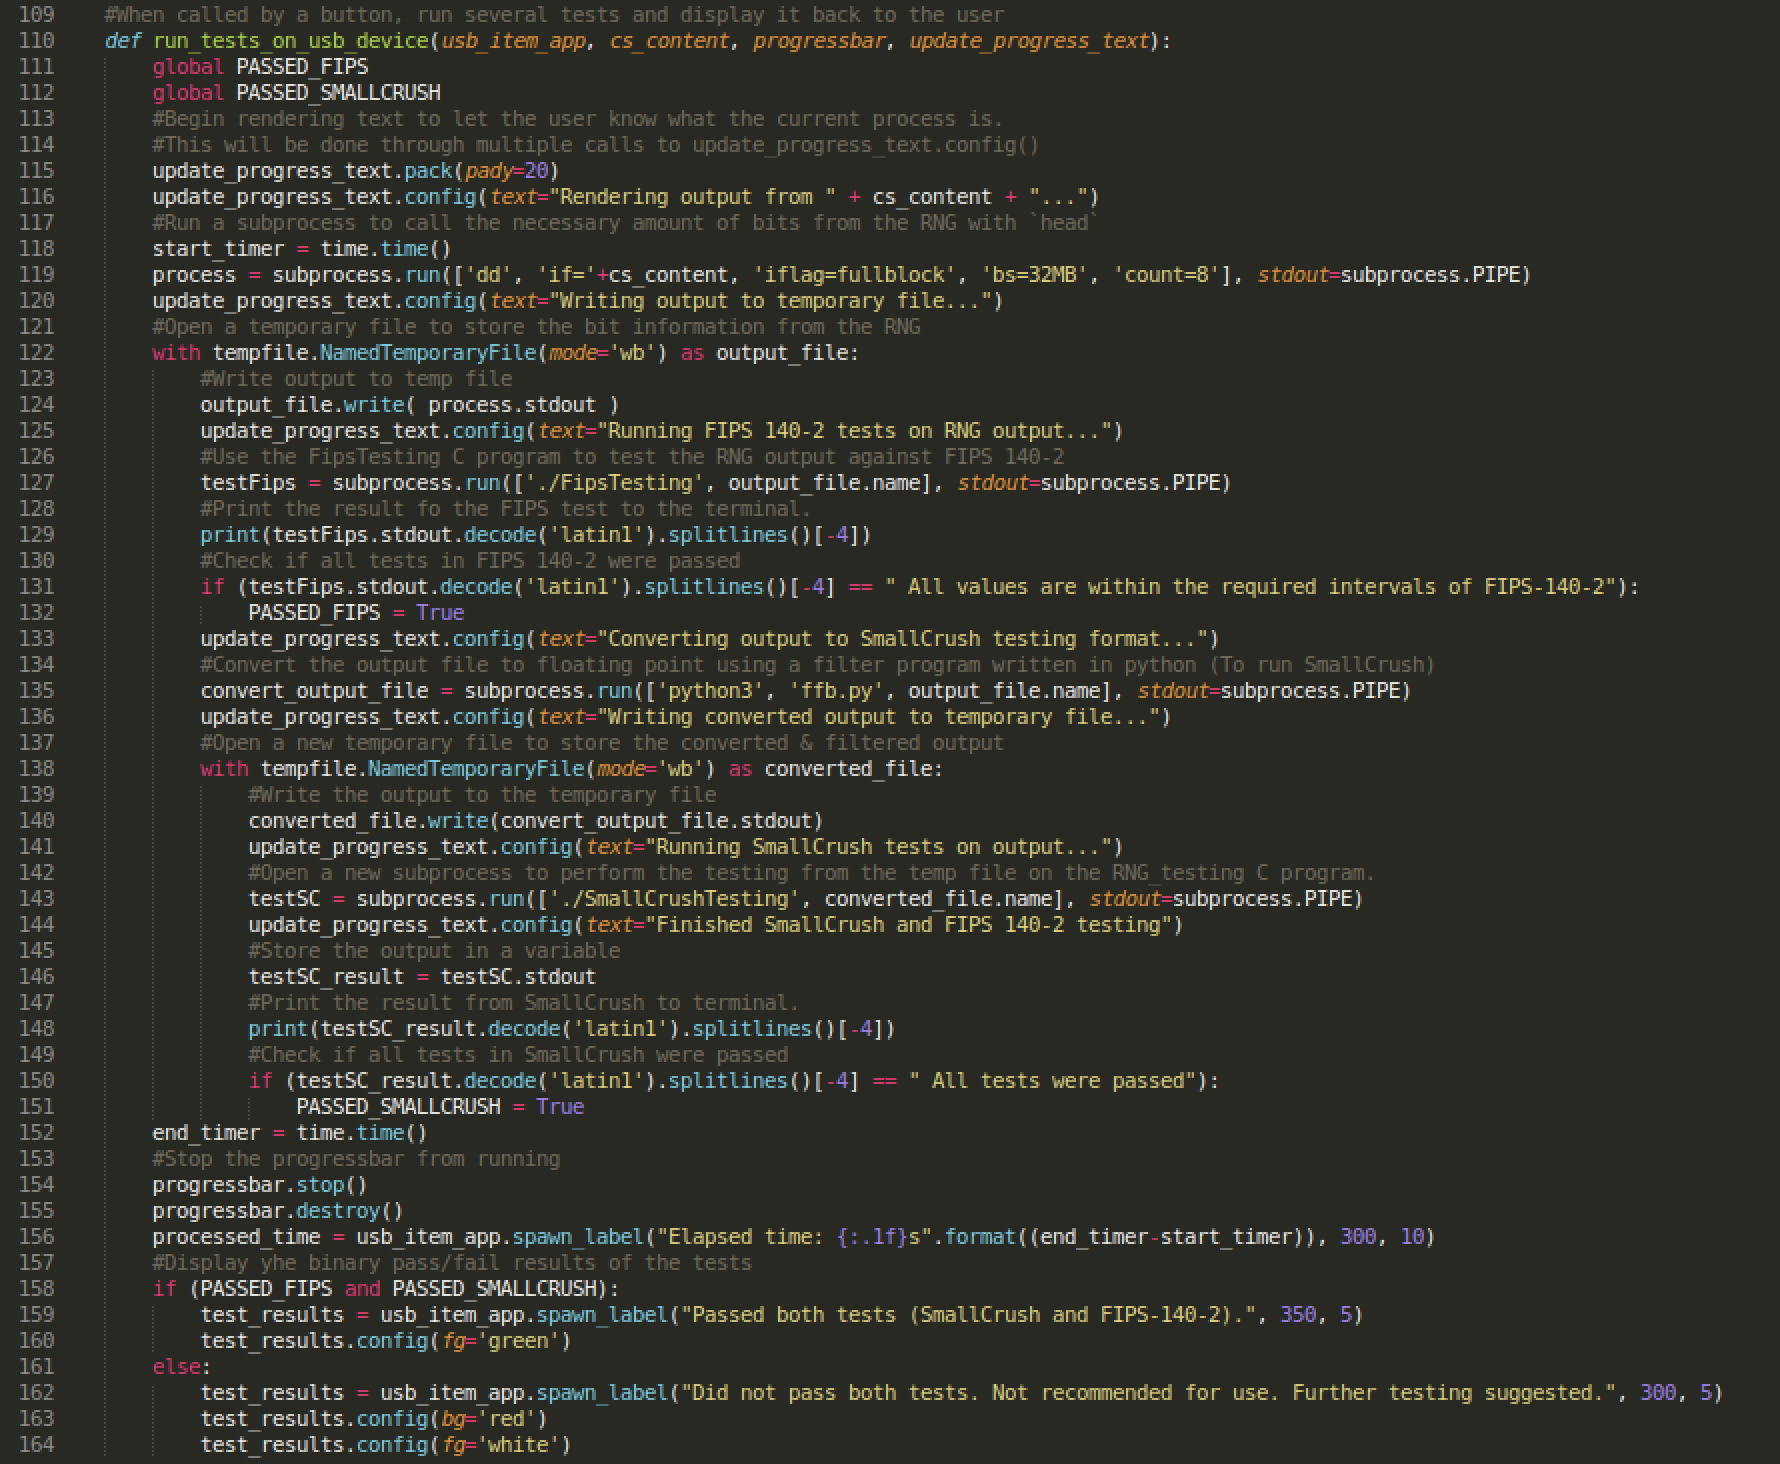 109 #When called by a button, run several tests and display it back to the user
110 def run_tests_on_usb_device(usb_item_app, cs_content, progressbar, update_progress_text):
111     global PASSED_FIPS
112     global PASSED_SMALLCRUSH
113     #Begin rendering text to let the user know what the current process is.
114     #This will be done through multiple calls to update_progress_text.config()
115     update_progress_text.pack(pady=20)
116     update_progress_text.config(text="Rendering output from " + cs_content + "...")
117     #Run a subprocess to call the necessary amount of bits from the RNG with `head`
118     start_timer = time.time()
119     process = subprocess.run(['dd', 'if='+cs_content, 'iflag=fullblock', 'bs=32MB', 'count=8'], stdout=subprocess.PIPE)
120     update_progress_text.config(text="Writing output to temporary file...")
121     #Open a temporary file to store the bit information from the RNG
122     with tempfile.NamedTemporaryFile(mode='wb') as output_file:
123         #Write output to temp file
124         output_file.write( process.stdout )
125         update_progress_text.config(text="Running FIPS 140-2 tests on RNG output...")
126         #Use the FipsTesting C program to test the RNG output against FIPS 140-2
127         testFips = subprocess.run(['./FipsTesting', output_file.name], stdout=subprocess.PIPE)
128         #Print the result fo the FIPS test to the terminal.
129         print(testFips.stdout.decode('latin1').splitlines()[-4])
130         #Check if all tests in FIPS 140-2 were passed
131         if (testFips.stdout.decode('latin1').splitlines()[-4] == " All values are within the required intervals of FIPS-140-2"):
132             PASSED_FIPS = True
133         update_progress_text.config(text="Converting output to SmallCrush testing format...")
134         #Convert the output file to floating point using a filter program written in python (To run SmallCrush)
135         convert_output_file = subprocess.run(['python3', 'ffb.py', output_file.name], stdout=subprocess.PIPE)
136         update_progress_text.config(text="Writing converted output to temporary file...")
137         #Open a new temporary file to store the converted & filtered output
138         with tempfile.NamedTemporaryFile(mode='wb') as converted_file:
139             #Write the output to the temporary file
140             converted_file.write(convert_output_file.stdout)
141             update_progress_text.config(text="Running SmallCrush tests on output...")
142             #Open a new subprocess to perform the testing from the temp file on the RNG_testing C program.
143             testSC = subprocess.run(['./SmallCrushTesting', converted_file.name], stdout=subprocess.PIPE)
144             update_progress_text.config(text="Finished SmallCrush and FIPS 140-2 testing")
145             #Store the output in a variable
146             testSC_result = testSC.stdout
147             #Print the result from SmallCrush to terminal.
148             print(testSC_result.decode('latin1').splitlines()[-4])
149             #Check if all tests in SmallCrush were passed
150             if (testSC_result.decode('latin1').splitlines()[-4] == " All tests were passed"):
151                 PASSED_SMALLCRUSH = True
152     end_timer = time.time()
153     #Stop the progressbar from running
154     progressbar.stop()
155     progressbar.destroy()
156     processed_time = usb_item_app.spawn_label("Elapsed time: {:.1f}s".format((end_timer-start_timer)), 300, 10)
157     #Display yhe binary pass/fail results of the tests
158     if (PASSED_FIPS and PASSED_SMALLCRUSH):
159         test_results = usb_item_app.spawn_label("Passed both tests (SmallCrush and FIPS-140-2).", 350, 5)
160         test_results.config(fg='green')
161     else:
162         test_results = usb_item_app.spawn_label("Did not pass both tests. Not recommended for use. Further testing suggested.", 300, 5)
163         test_results.config(bg='red')
164         test_results.config(fg='white')